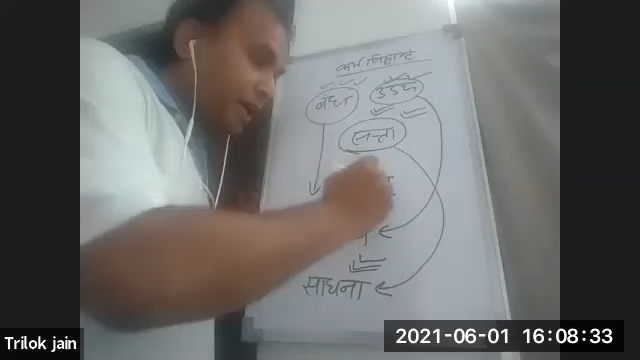 कर्म सिद्धान्त
बंध उदय
सत्ता
साधना
Trilok jain
2021-06-01 16:08:33